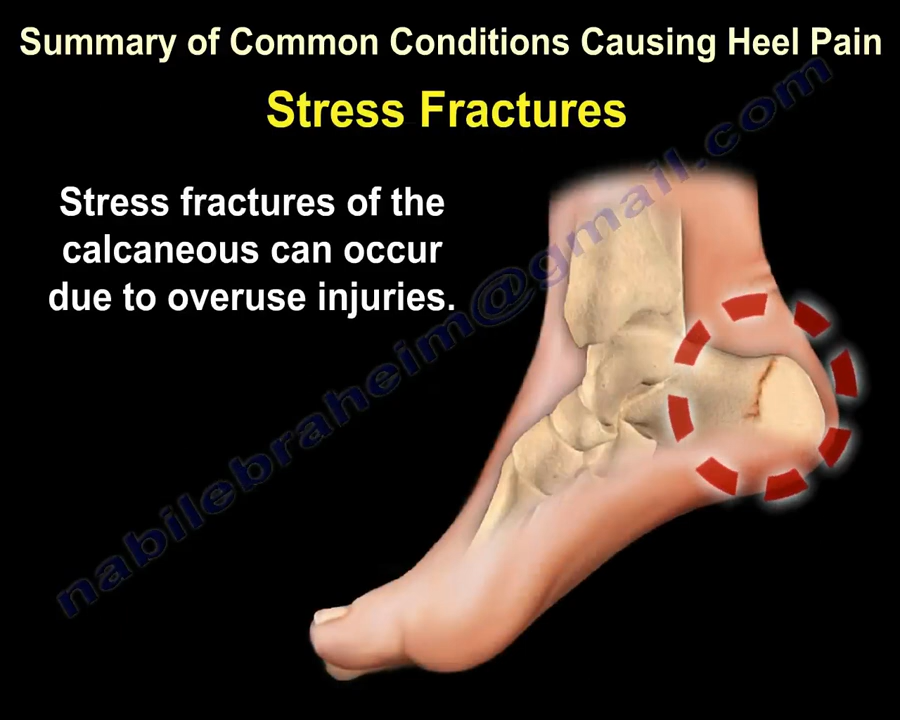 Summary of Common Conditions Causing Heel Pain
Stress Fractures
Stress fractures of the
calcaneous can occur
due to overuse injuries.
nabilebraheim@gmail.com